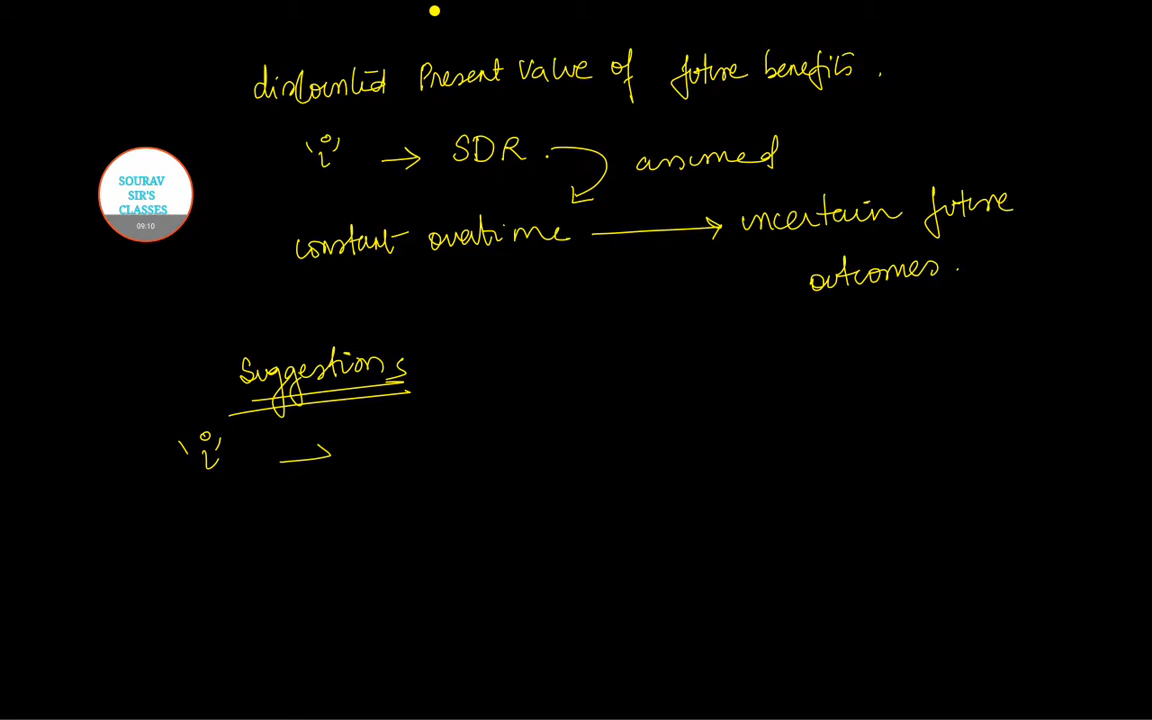 discounted Present Value of future benefits.
'i' → SDR. assumed
constant overtime → uncertain future
outcomes.
SOURAV
SIR'S
CLASSES
09:10
Suggestions
'i' →